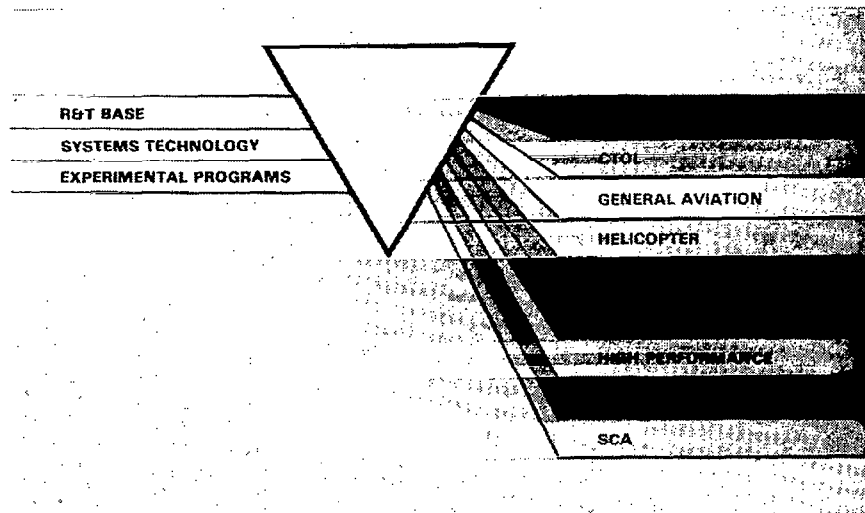 R&T BASE
SYSTEMS TECHNOLOGY
EXPERIMENTAL PROGRAMS
CTOL
GENERAL AVIATION
HELICOPTER
HIGH PERFORMANCE
SCA